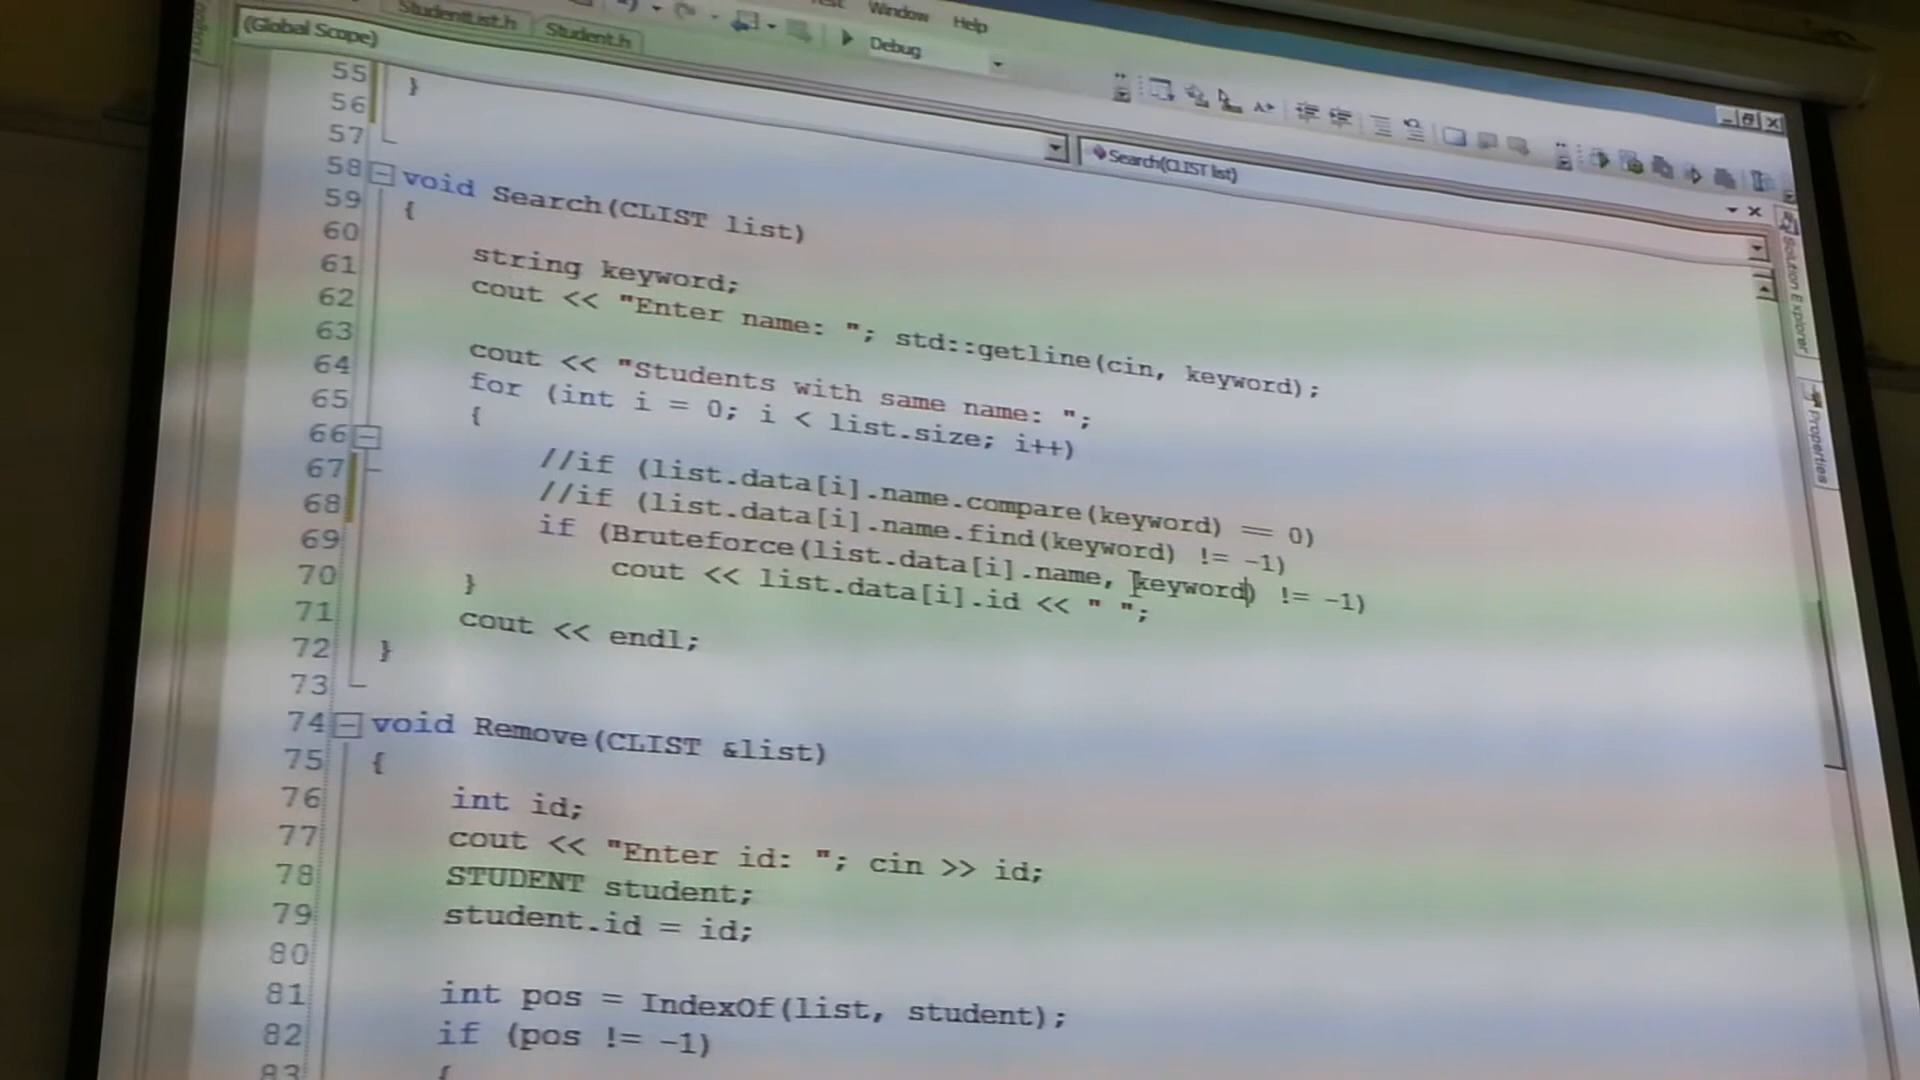 Window Help
StudentList.h Student.h
Debug
(Global Scope)
Search(CLIST list)
Solution Explorer
Properties
55 }
56
57
58 void Search(CLIST list)
59 {
60 string keyword;
61 cout << "Enter name: "; std::getline(cin, keyword);
62
63 cout << "Students with same name: ";
64 for (int i = 0; i < list.size; i++)
65 {
66 //if (list.data[i].name.compare(keyword) == 0)
67 //if (list.data[i].name.find(keyword) != -1)
68 if (Bruteforce(list.data[i].name, keyword) != -1)
69 cout << list.data[i].id << " ";
70 }
71 cout << endl;
72 }
73
74 void Remove(CLIST &list)
75 {
76 int id;
77 cout << "Enter id: "; cin >> id;
78 STUDENT student;
79 student.id = id;
80
81 int pos = IndexOf(list, student);
82 if (pos != -1)
83 {